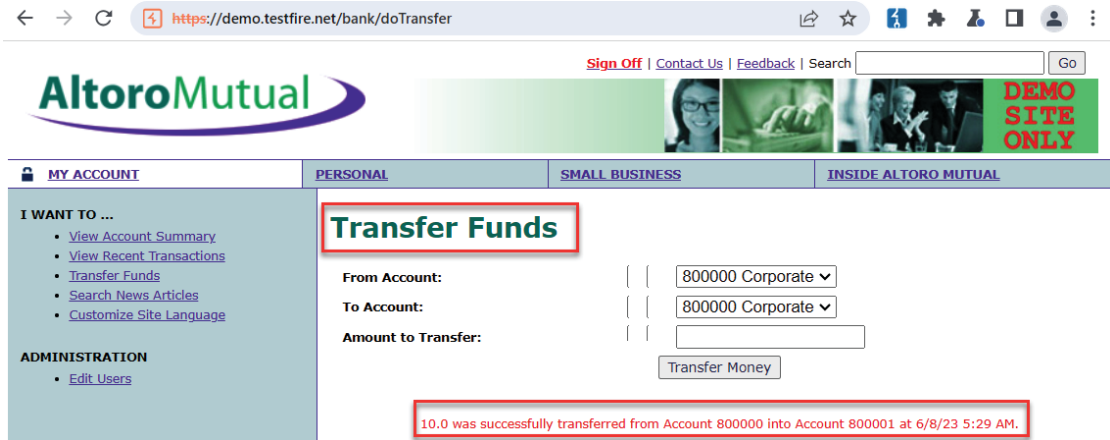 https://demo.testfire.net/bank/doTransfer
Sign Off | Contact Us | Feedback | Search Go
AltoroMutual
DEMO
SITE
ONLY
MY ACCOUNT PERSONAL SMALL BUSINESS INSIDE ALTORO MUTUAL
I WANT TO ...
View Account Summary
View Recent Transactions
Transfer Funds
Search News Articles
Customize Site Language
ADMINISTRATION
Edit Users
Transfer Funds
From Account: 800000 Corporate
To Account: 800000 Corporate
Amount to Transfer:
Transfer Money
10.0 was successfully transferred from Account 800000 into Account 800001 at 6/8/23 5:29 AM.